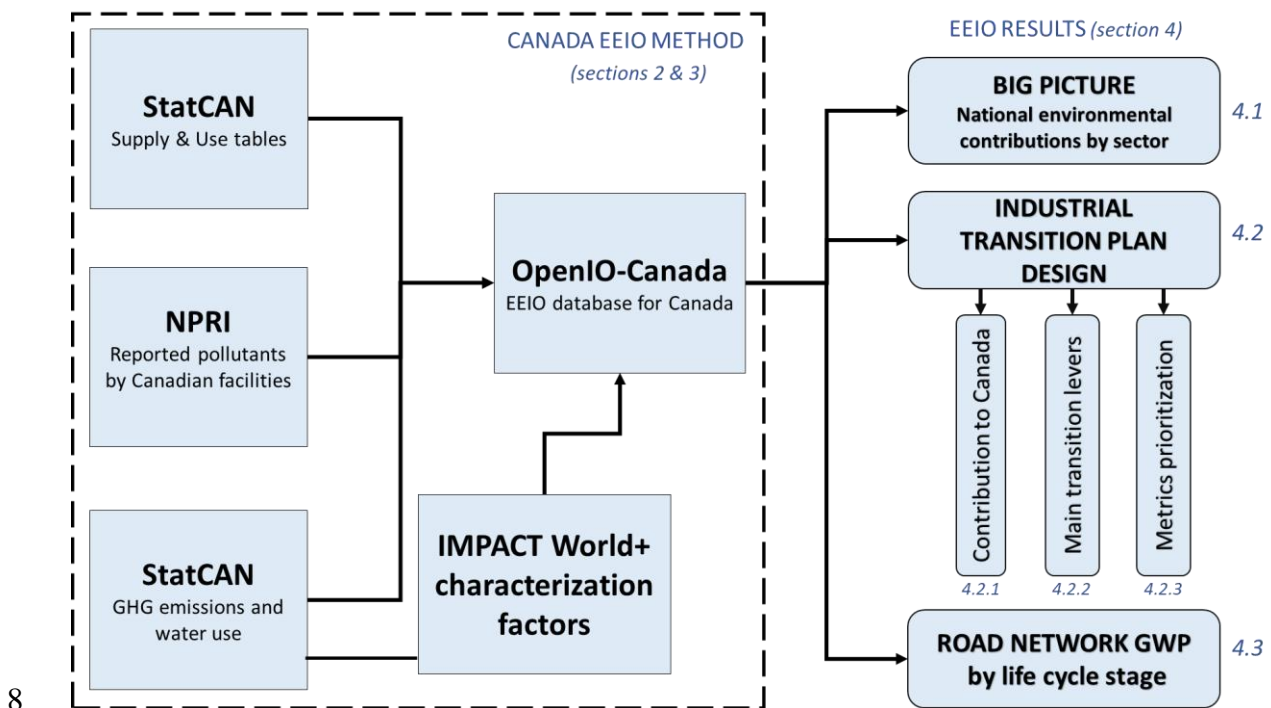 CANADA EEIO METHOD
(sections 2 & 3)
StatCAN
Supply & Use tables
NPRI
Reported pollutants
by Canadian facilities
StatCAN
GHG emissions and
water use
OpenIO-Canada
EEIO database for Canada
IMPACT World+
characterization
factors
EEIO RESULTS (section 4)
BIG PICTURE
National environmental
contributions by sector
4.1
INDUSTRIAL
TRANSITION PLAN
DESIGN
4.2
Contribution to Canada
4.2.1
Main transition levers
4.2.2
Metrics prioritization
4.2.3
ROAD NETWORK GWP
by life cycle stage
4.3
8